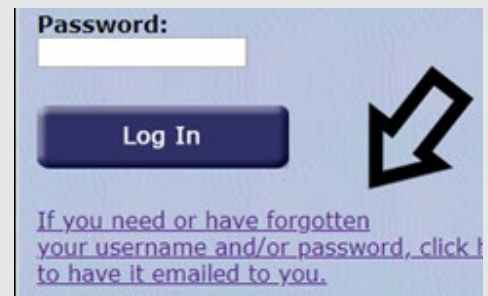 Password:
Log In
If you need or have forgotten
your username and/or password, click
to have it emailed to you.